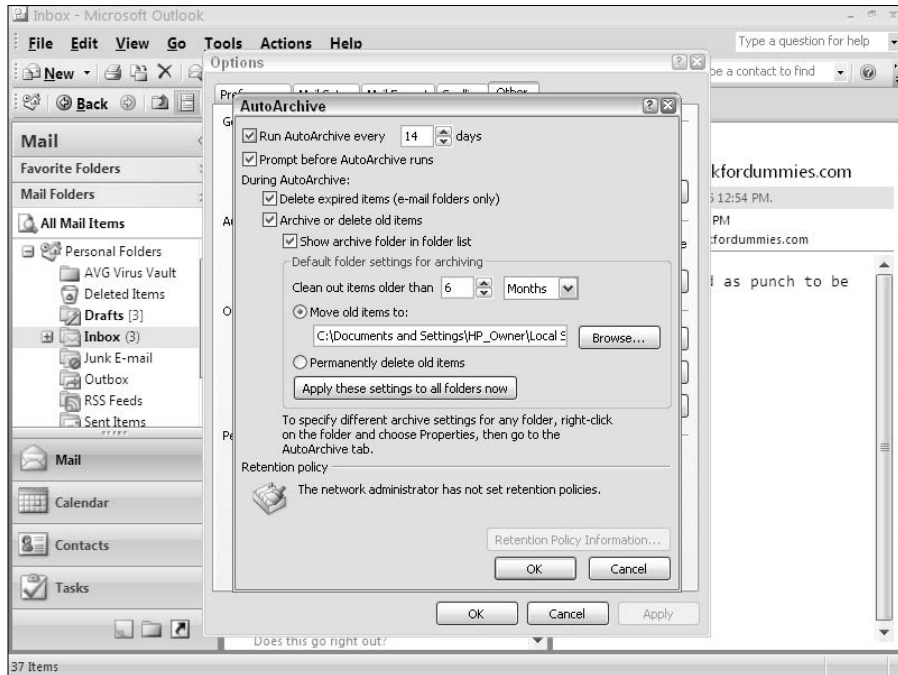 Inbox - Microsoft Outlook
File Edit View Go Tools Actions Help
Type a question for help
New
be a contact to find
Back
Options
Other
Mail
Favorite Folders
Mail Folders
All Mail Items
Personal Folders
AVG Virus Vault
Deleted Items
Drafts [3]
Inbox (3)
Junk E-mail
Outbox
RSS Feeds
Sent Items
Mail
Calendar
Contacts
Tasks
AutoArchive
Run AutoArchive every 14 days
Prompt before AutoArchive runs
During AutoArchive:
Delete expired items (e-mail folders only)
Archive or delete old items
Show archive folder in folder list
Default folder settings for archiving
Clean out items older than 6 Months
Move old items to:
C:\Documents and Settings\HP_Owner\Local S
Browse...
Permanently delete old items
Apply these settings to all folders now
To specify different archive settings for any folder, right-click
on the folder and choose Properties, then go to the
AutoArchive tab.
Retention policy
The network administrator has not set retention policies.
Retention Policy Information...
OK Cancel
OK Cancel Apply
kfordummies.com
12:54 PM.
PM
fordummies.com
as punch to be
Does this go right out?
37 Items